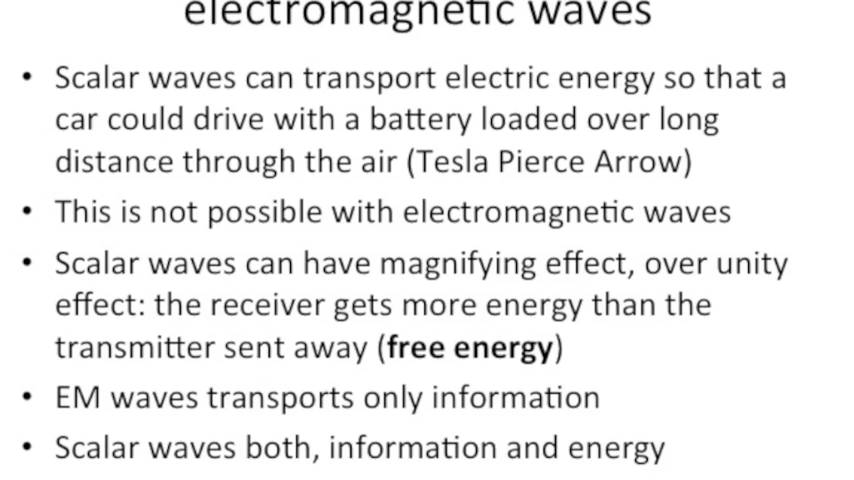 electromagnetic waves
• Scalar waves can transport electric energy so that a
car could drive with a battery loaded over long
distance through the air (Tesla Pierce Arrow)
• This is not possible with electromagnetic waves
• Scalar waves can have magnifying effect, over unity
effect: the receiver gets more energy than the
transmitter sent away (free energy)
• EM waves transports only information
• Scalar waves both, information and energy